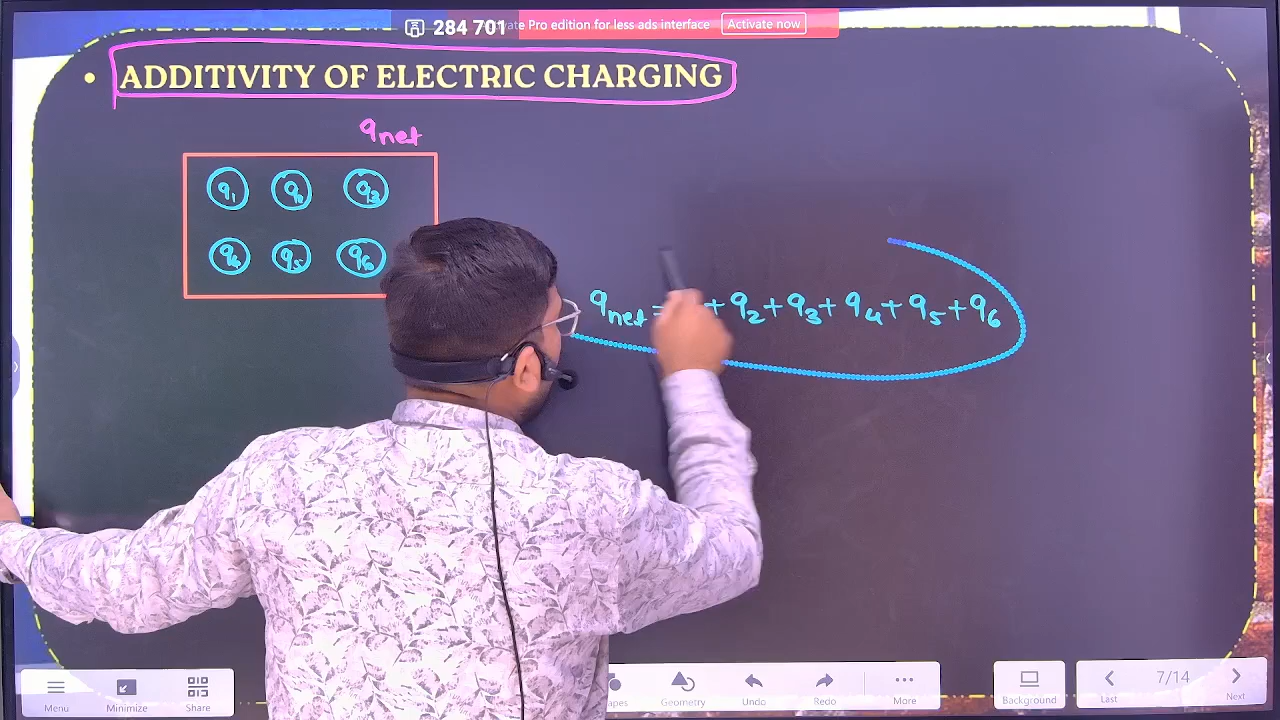 284 701
te Pro edition for less ads interface Activate now
• ADDITIVITY OF ELECTRIC CHARGING
qnet
q1 q2 q3
q4 q5 q6
qnet = + q2 + q3 + q4 + q5 + q6
Menu Minimize Share Geometry Undo Redo More Background Last 7/14 Next